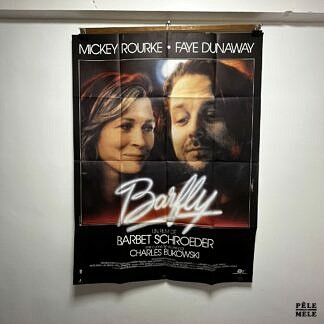 MICKEY ROURKE • FAYE DUNAWAY
Barfly
UN FILM DE
BARBET SCHROEDER
CHARLES BUKOWSKI
PÊLE
MÊLE